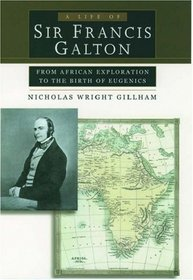 A LIFE OF
SIR FRANCIS
GALTON
FROM AFRICAN EXPLORATION
TO THE BIRTH OF EUGENICS
NICHOLAS WRIGHT GILLHAM
AFRICA